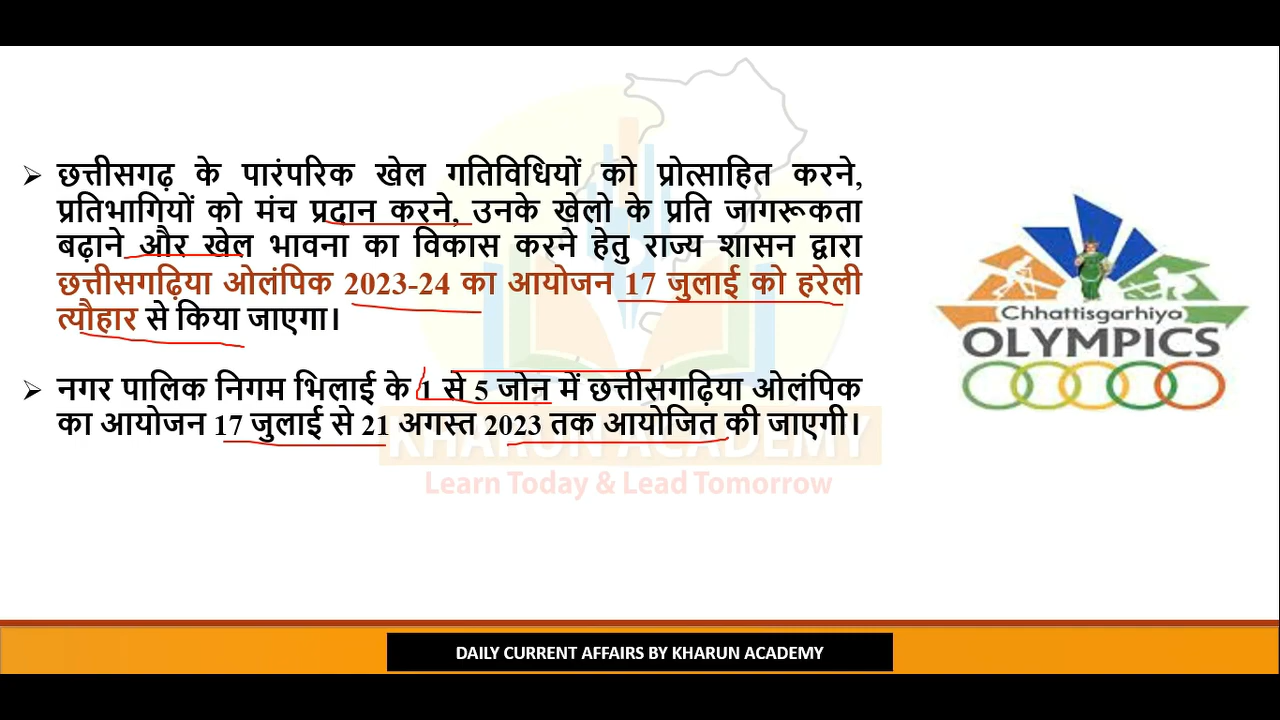 ➢ छत्तीसगढ़ के पारंपरिक खेल गतिविधियों को प्रोत्साहित करने,
प्रतिभागियों को मंच प्रदान करने, उनके खेलो के प्रति जागरूकता
बढ़ाने और खेल भावना का विकास करने हेतु राज्य शासन द्वारा
छत्तीसगढ़िया ओलंपिक 2023-24 का आयोजन 17 जुलाई को हरेली
त्यौहार से किया जाएगा।
➢ नगर पालिक निगम भिलाई के 1 से 5 जोन में छत्तीसगढ़िया ओलंपिक
का आयोजन 17 जुलाई से 21 अगस्त 2023 तक आयोजित की जाएगी।
Chhattisgarhiya
OLYMPICS
KHARUN ACADEMY
Learn Today & Lead Tomorrow
DAILY CURRENT AFFAIRS BY KHARUN ACADEMY